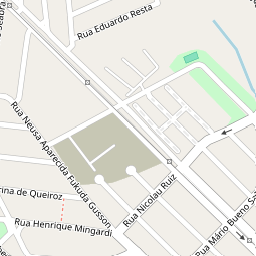 Seabra
Rua Eduardo, Resta
Rua Neusa Aparecida Fukuda Gusson
Rua Nicolau Ruiz
rina de Queiroz
Rua Henrique Mingardi
Rua Mário Bueno Sa